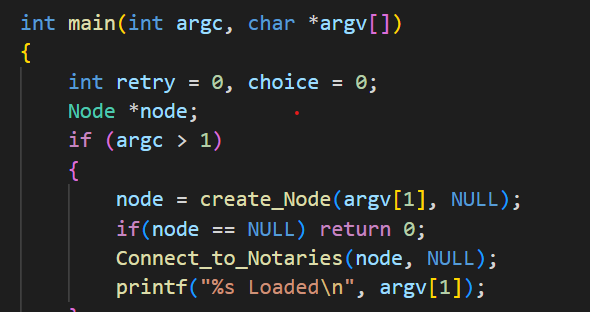 int main(int argc, char *argv[])
{
int retry = 0, choice = 0;
Node *node;
if (argc > 1)
{
node = create_Node(argv[1], NULL);
if(node == NULL) return 0;
Connect_to_Notaries(node, NULL);
printf("%s Loaded\n", argv[1]);